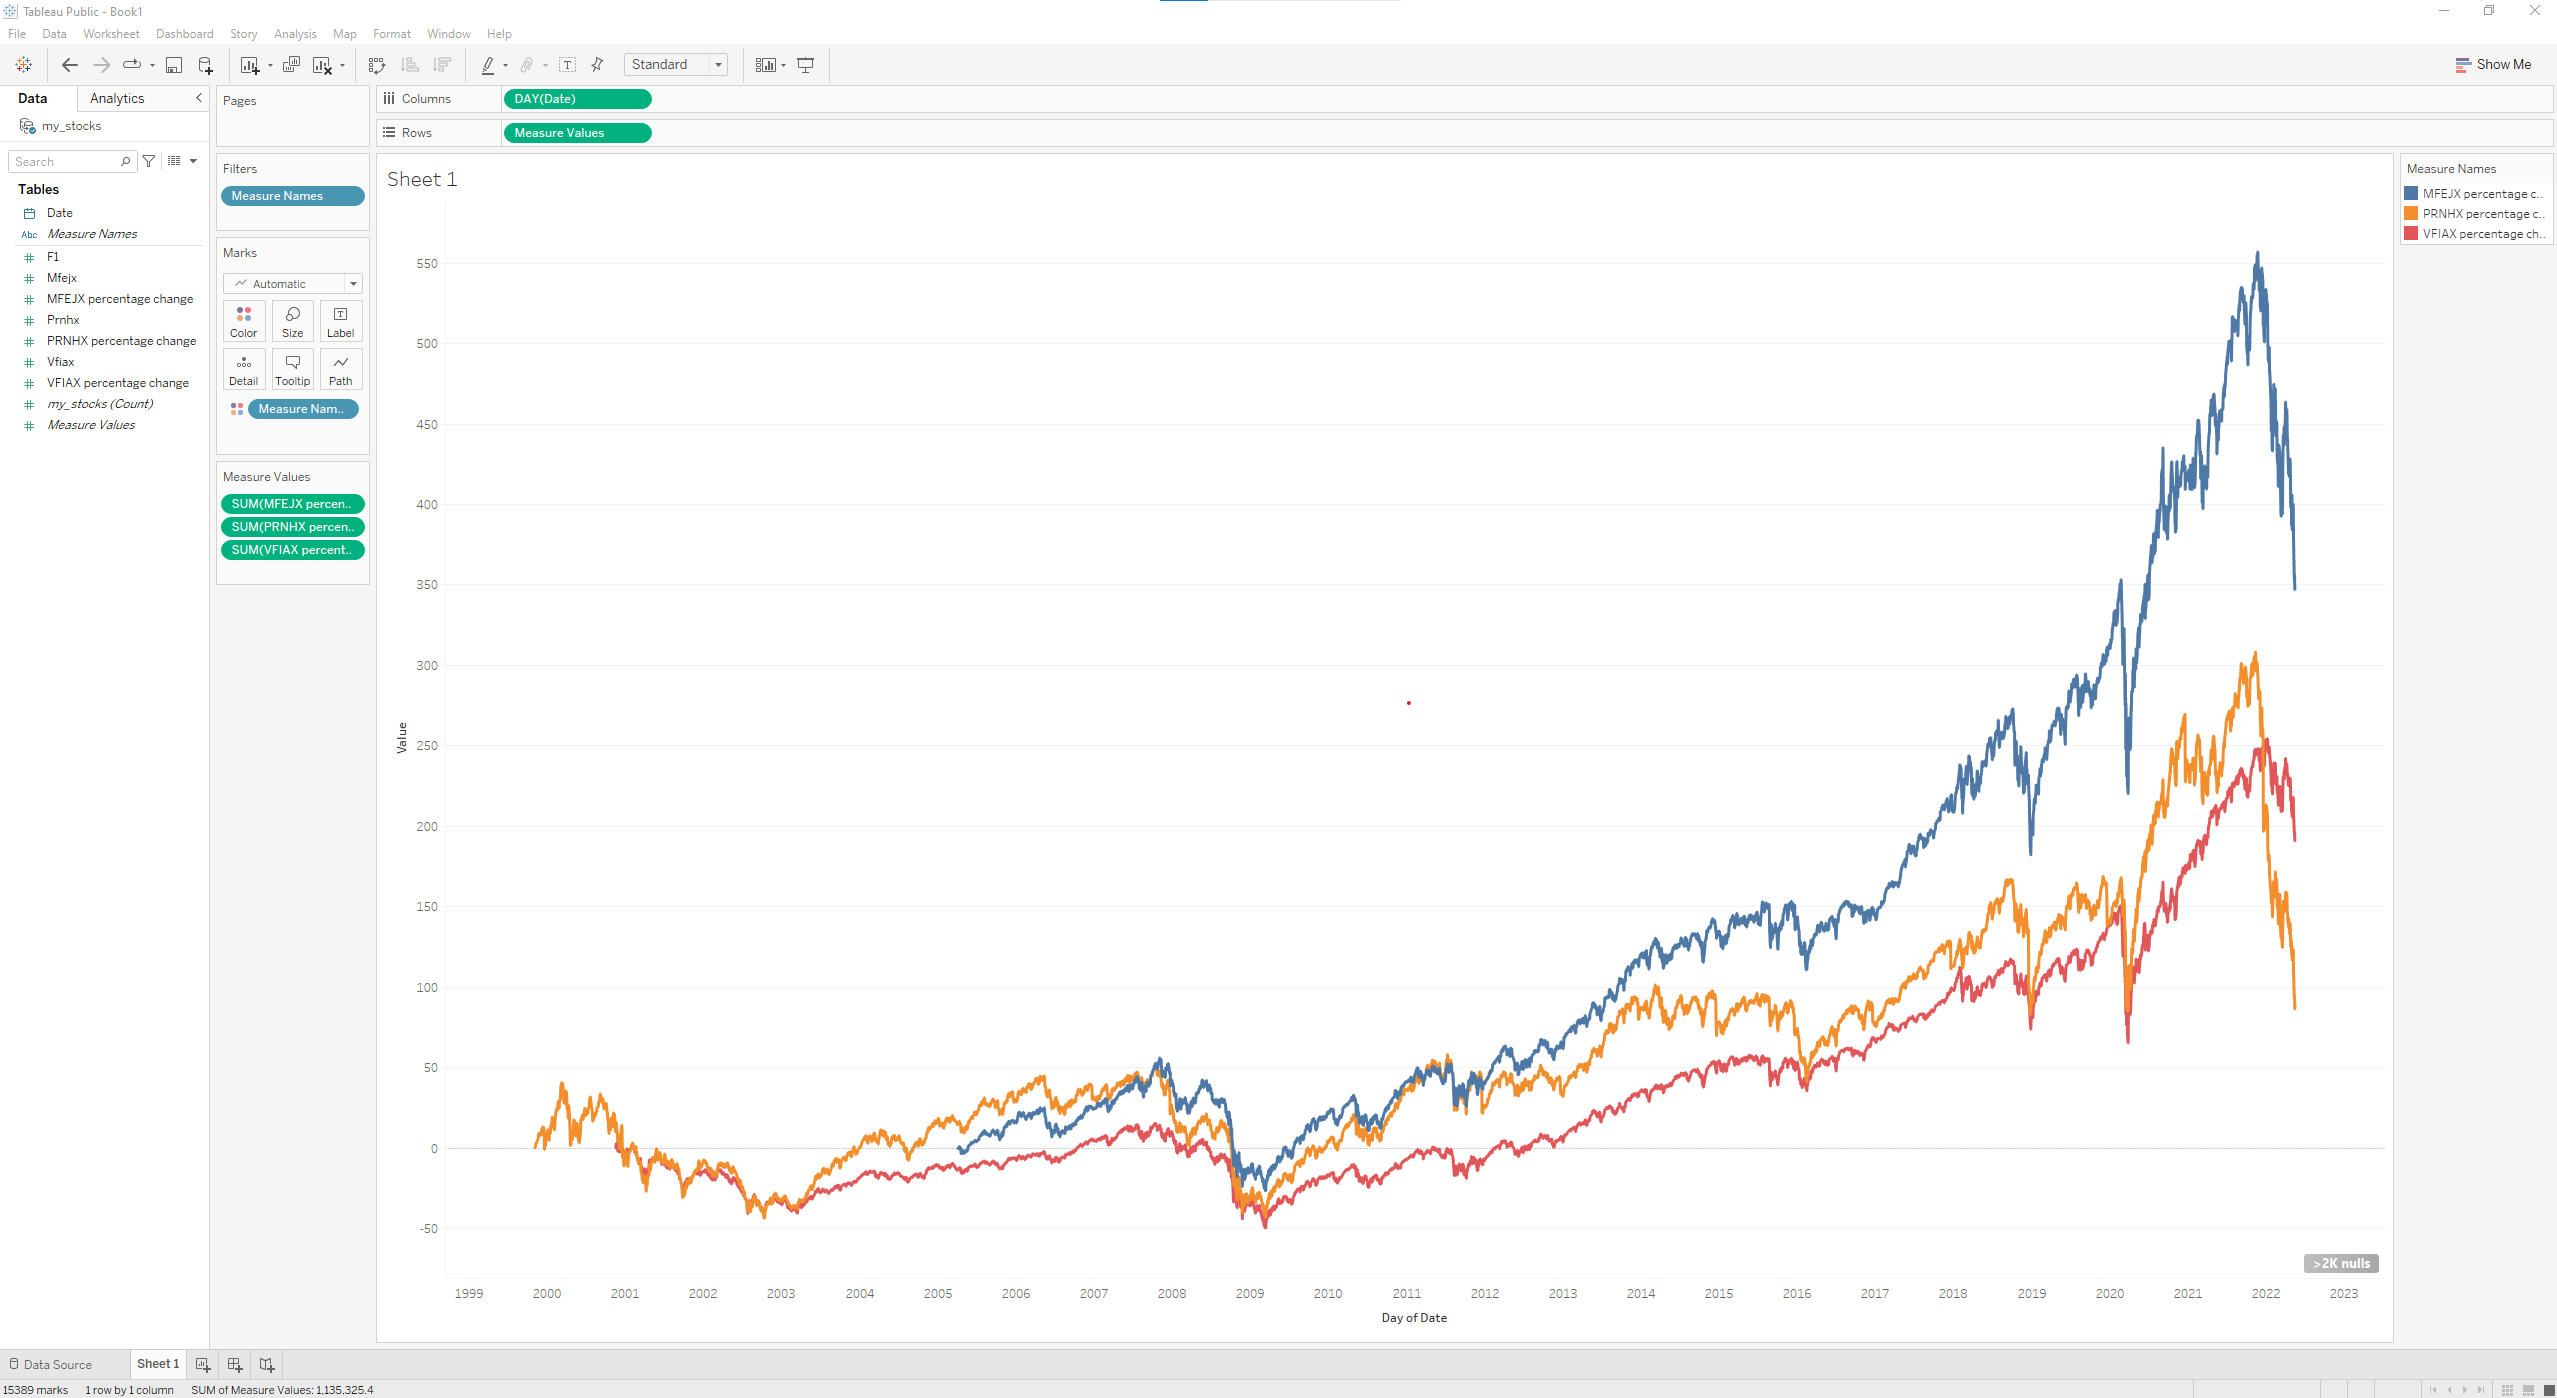 Tableau Public - Book1
File Data Worksheet Dashboard Story Analysis Map Format Window Help
Standard
Show Me
Data Analytics
my_stocks
Search
Tables
Date
Abc Measure Names
F1
Mfejx
MFEJX percentage change
Prnhx
PRNHX percentage change
Vfiax
VFIAX percentage change
my_stocks (Count)
Measure Values
Pages
Filters
Measure Names
Marks
Automatic
Color Size Label
Detail Tooltip Path
Measure Nam..
Measure Values
SUM(MFEJX percen..
SUM(PRNHX percen..
SUM(VFIAX percent..
Columns DAY(Date)
Rows Measure Values
Sheet 1
550
500
450
400
350
300
250
200
150
100
50
0
-50
Value
1999 2000 2001 2002 2003 2004 2005 2006 2007 2008 2009 2010 2011 2012 2013 2014 2015 2016 2017 2018 2019 2020 2021 2022 2023
Day of Date
>2K nulls
Measure Names
MFEJX percentage c..
PRNHX percentage c..
VFIAX percentage ch..
Data Source Sheet 1
15389 marks 1 row by 1 column SUM of Measure Values: 1,135,325.4